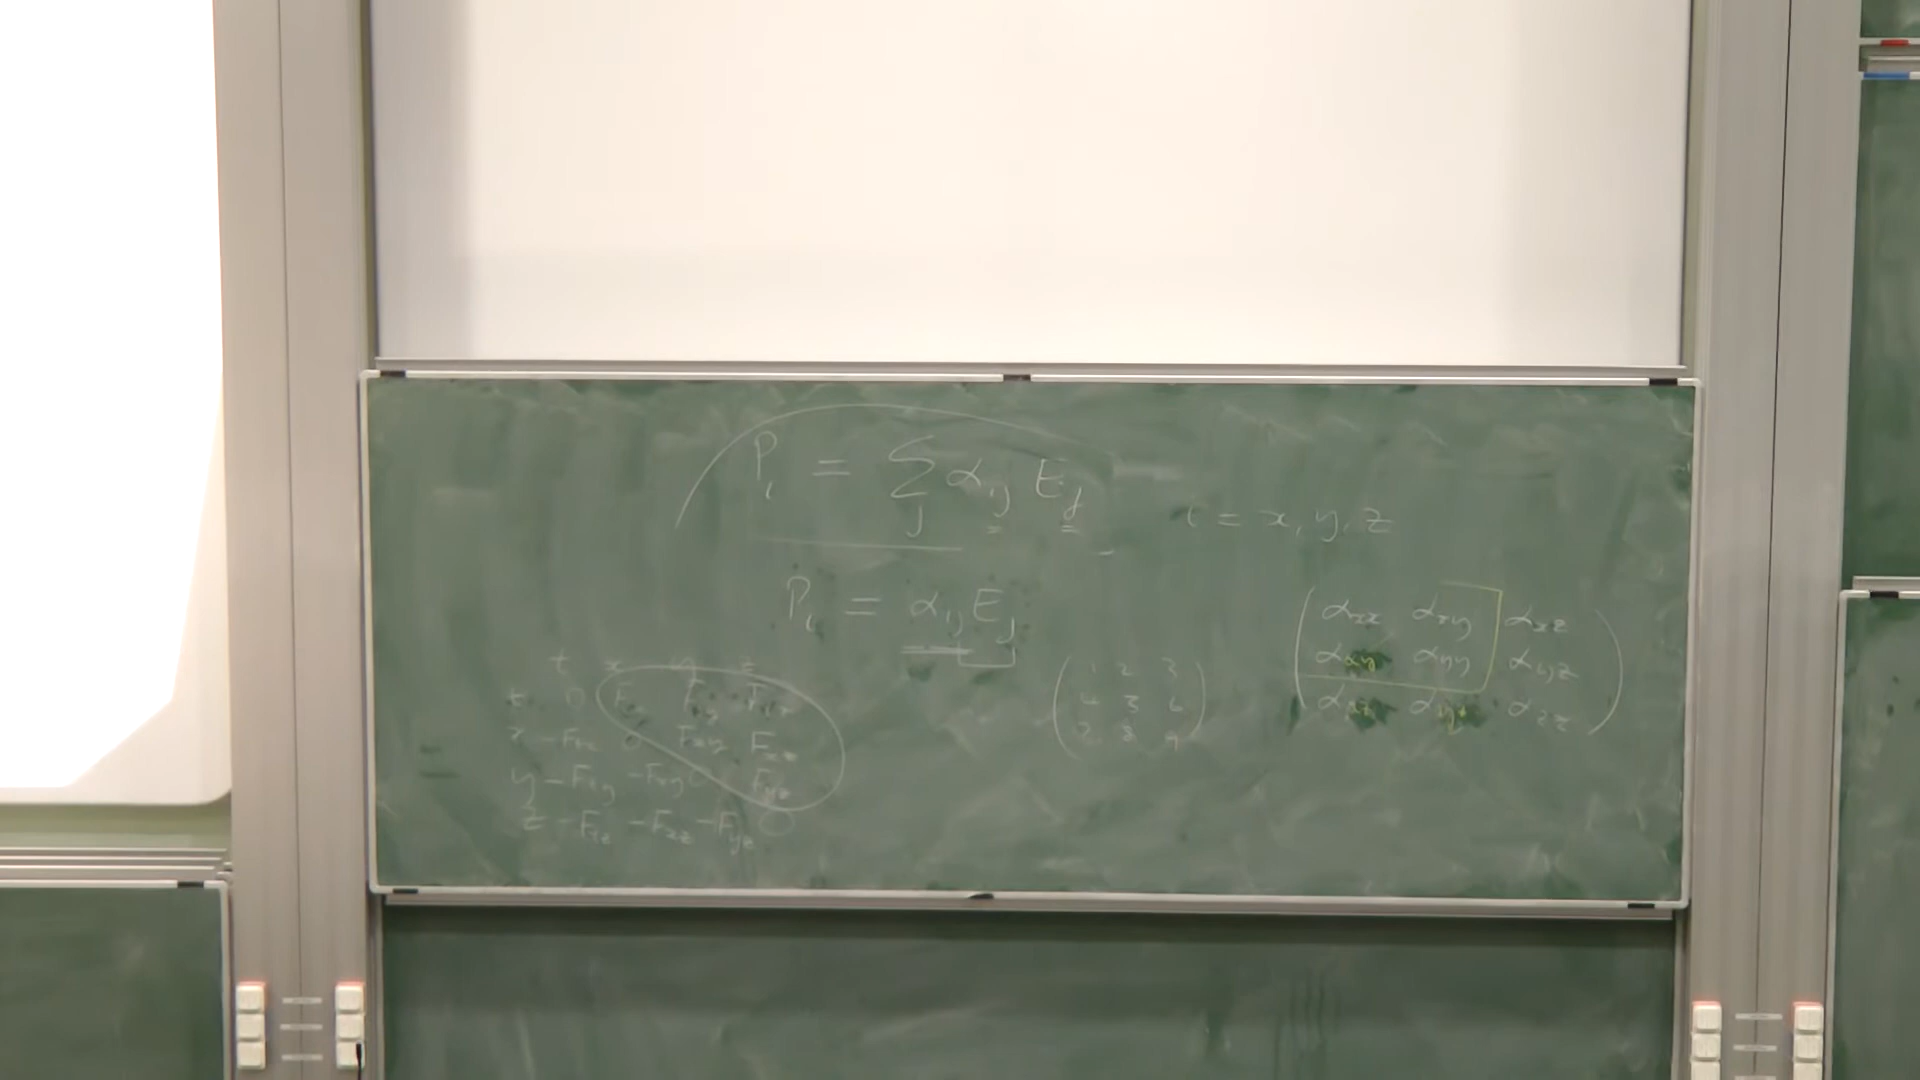 P_i = Σ_j α_ij E_j
i = x, y, z
P_i = α_ij E_j
t x y z
t 0 F_tx F_ty F_tz
x -F_tx 0 F_xy F_xz
y -F_ty -F_xy 0 F_yz
z -F_tz -F_xz -F_yz 0
1 2 3
4 5 6
7 8 9
α_xx α_xy α_xz
α_xy α_yy α_yz
α_xz α_yz α_zz